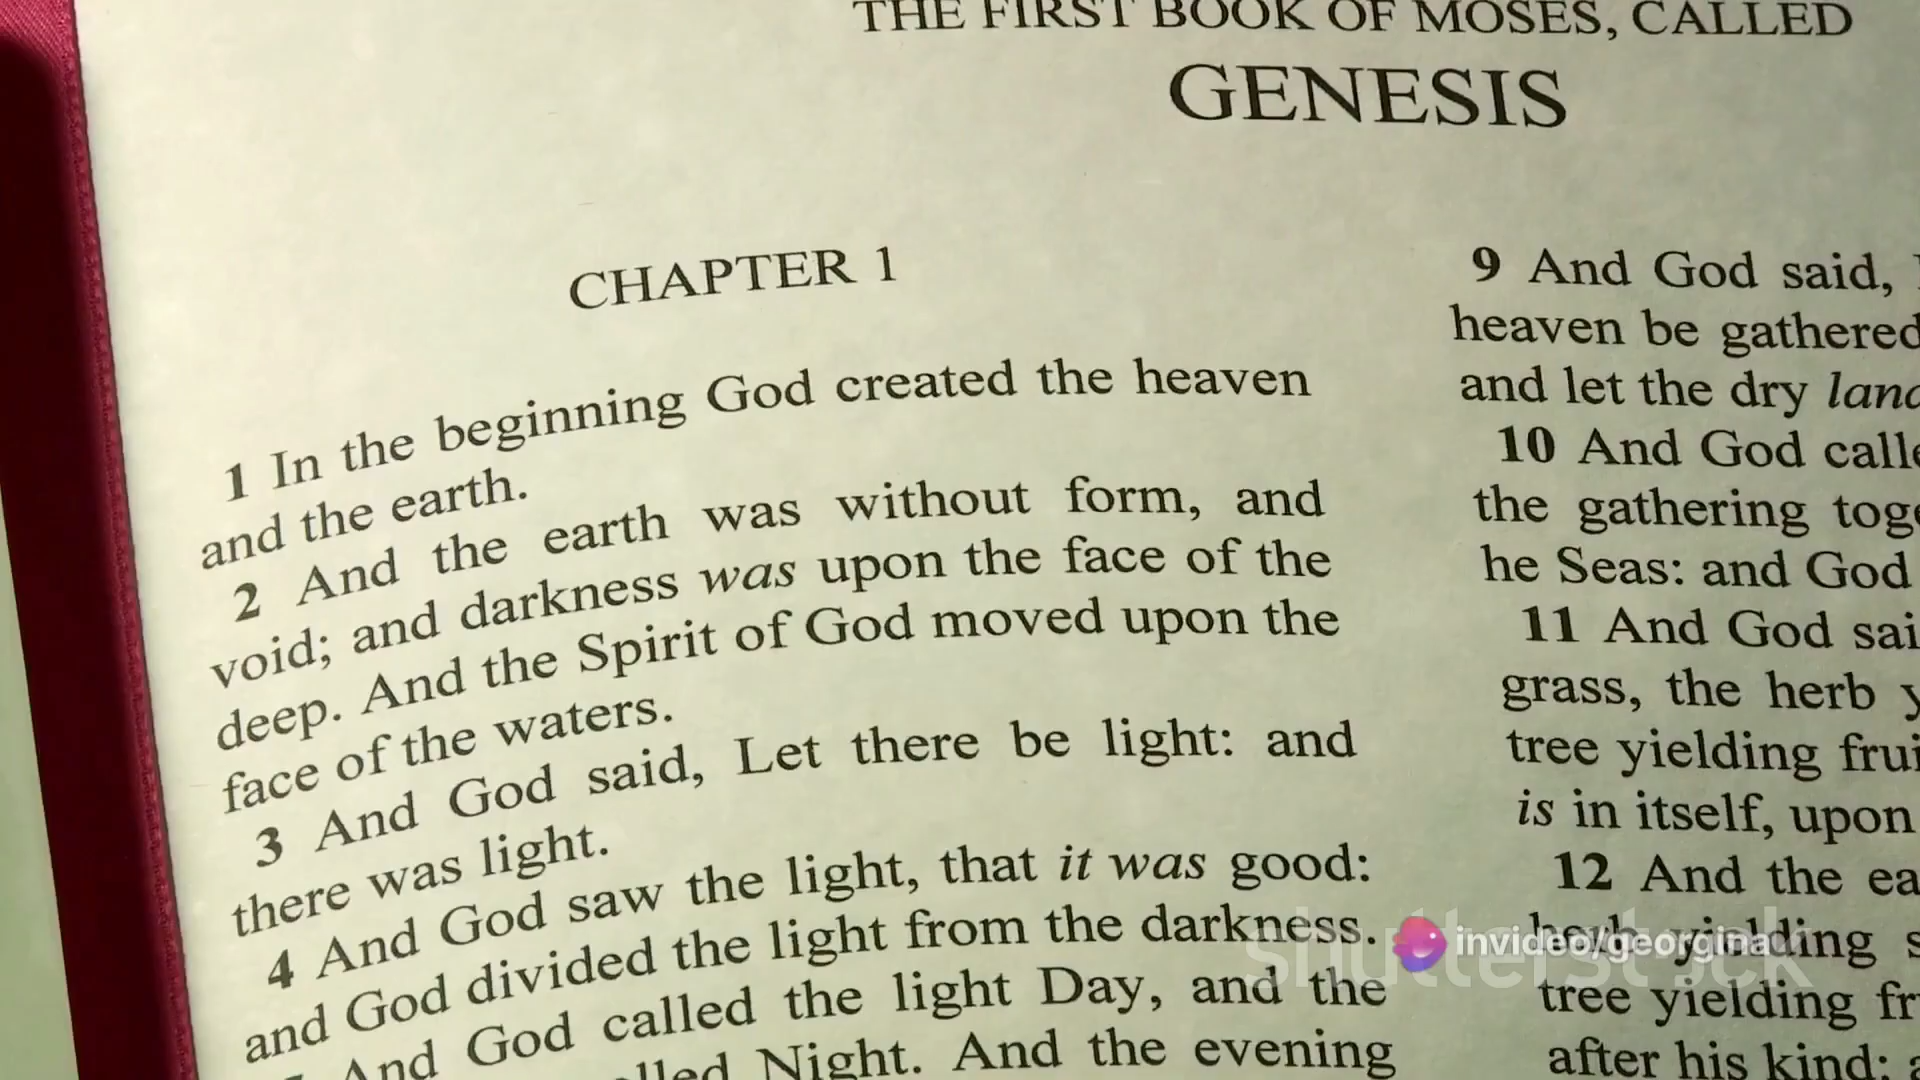 THE FIRST BOOK OF MOSES, CALLED
GENESIS
CHAPTER 1
1 In the beginning God created the heaven
and the earth.
2 And the earth was without form, and
void; and darkness was upon the face of the
deep. And the Spirit of God moved upon the
face of the waters.
3 And God said, Let there be light: and
there was light.
4 And God saw the light, that it was good:
and God divided the light from the darkness.
And God called the light Day, and the
Night. And the evening
9 And God said,
heaven be gathered
and let the dry
10 And God
the gathering
he Seas: and God
11 And God
grass, the herb
tree yielding
is in itself, upon
12 And the
herb yielding
tree yielding
after his kind:
shutterstock
invideo/georgina